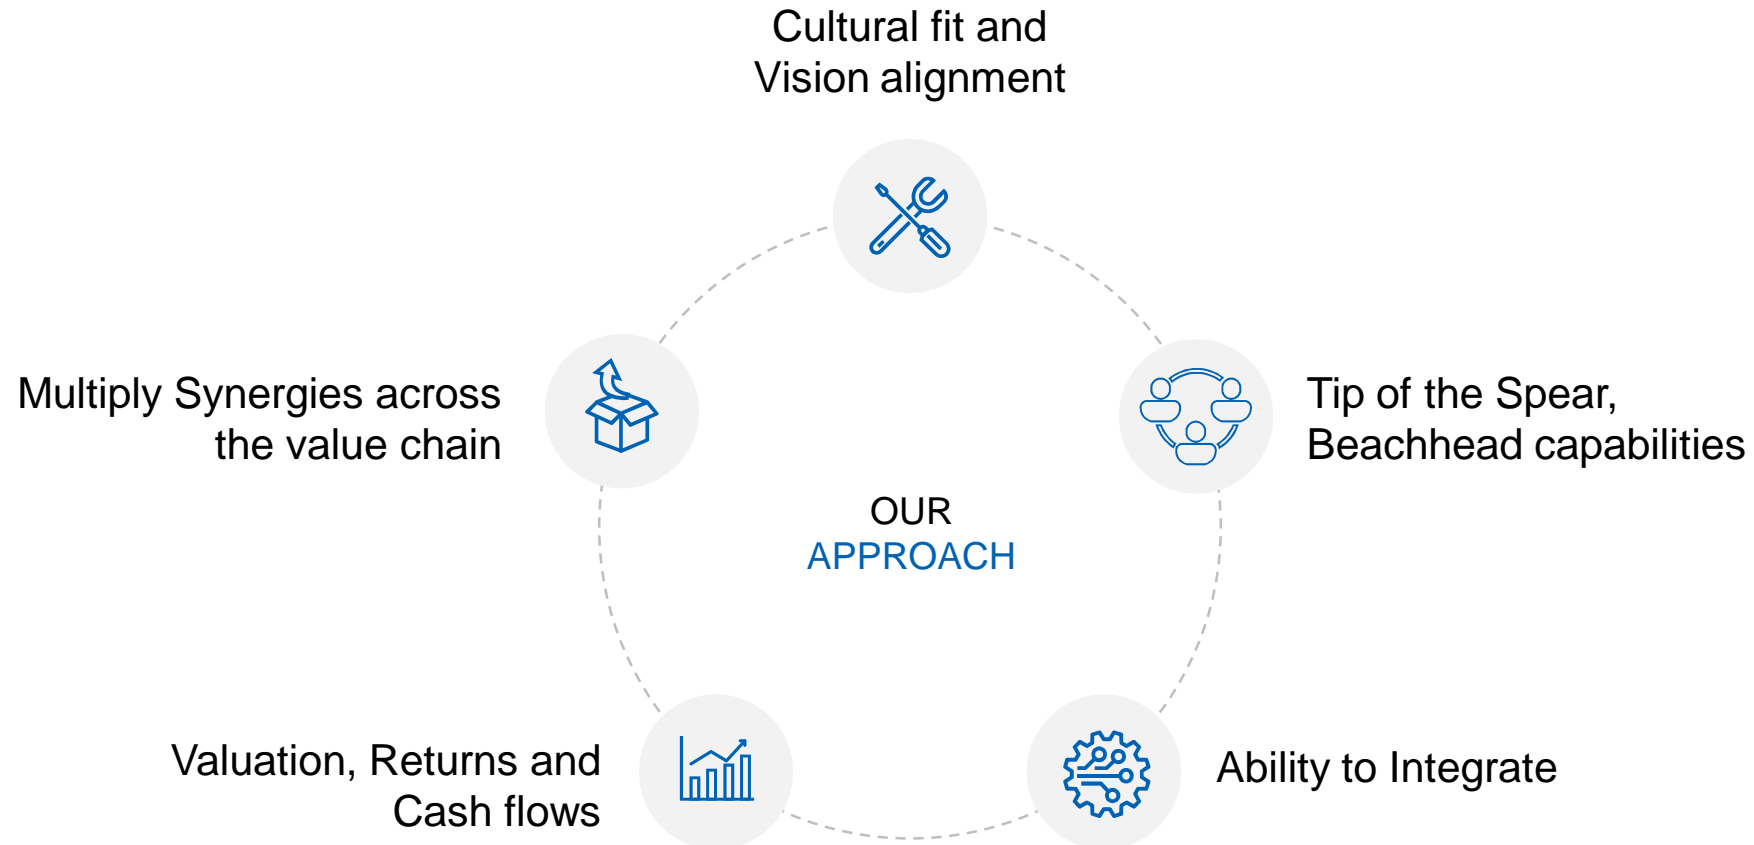 Cultural fit and
Vision alignment
Multiply Synergies across
the value chain
Tip of the Spear,
Beachhead capabilities
OUR
APPROACH
Valuation, Returns and
Cash flows
Ability to Integrate